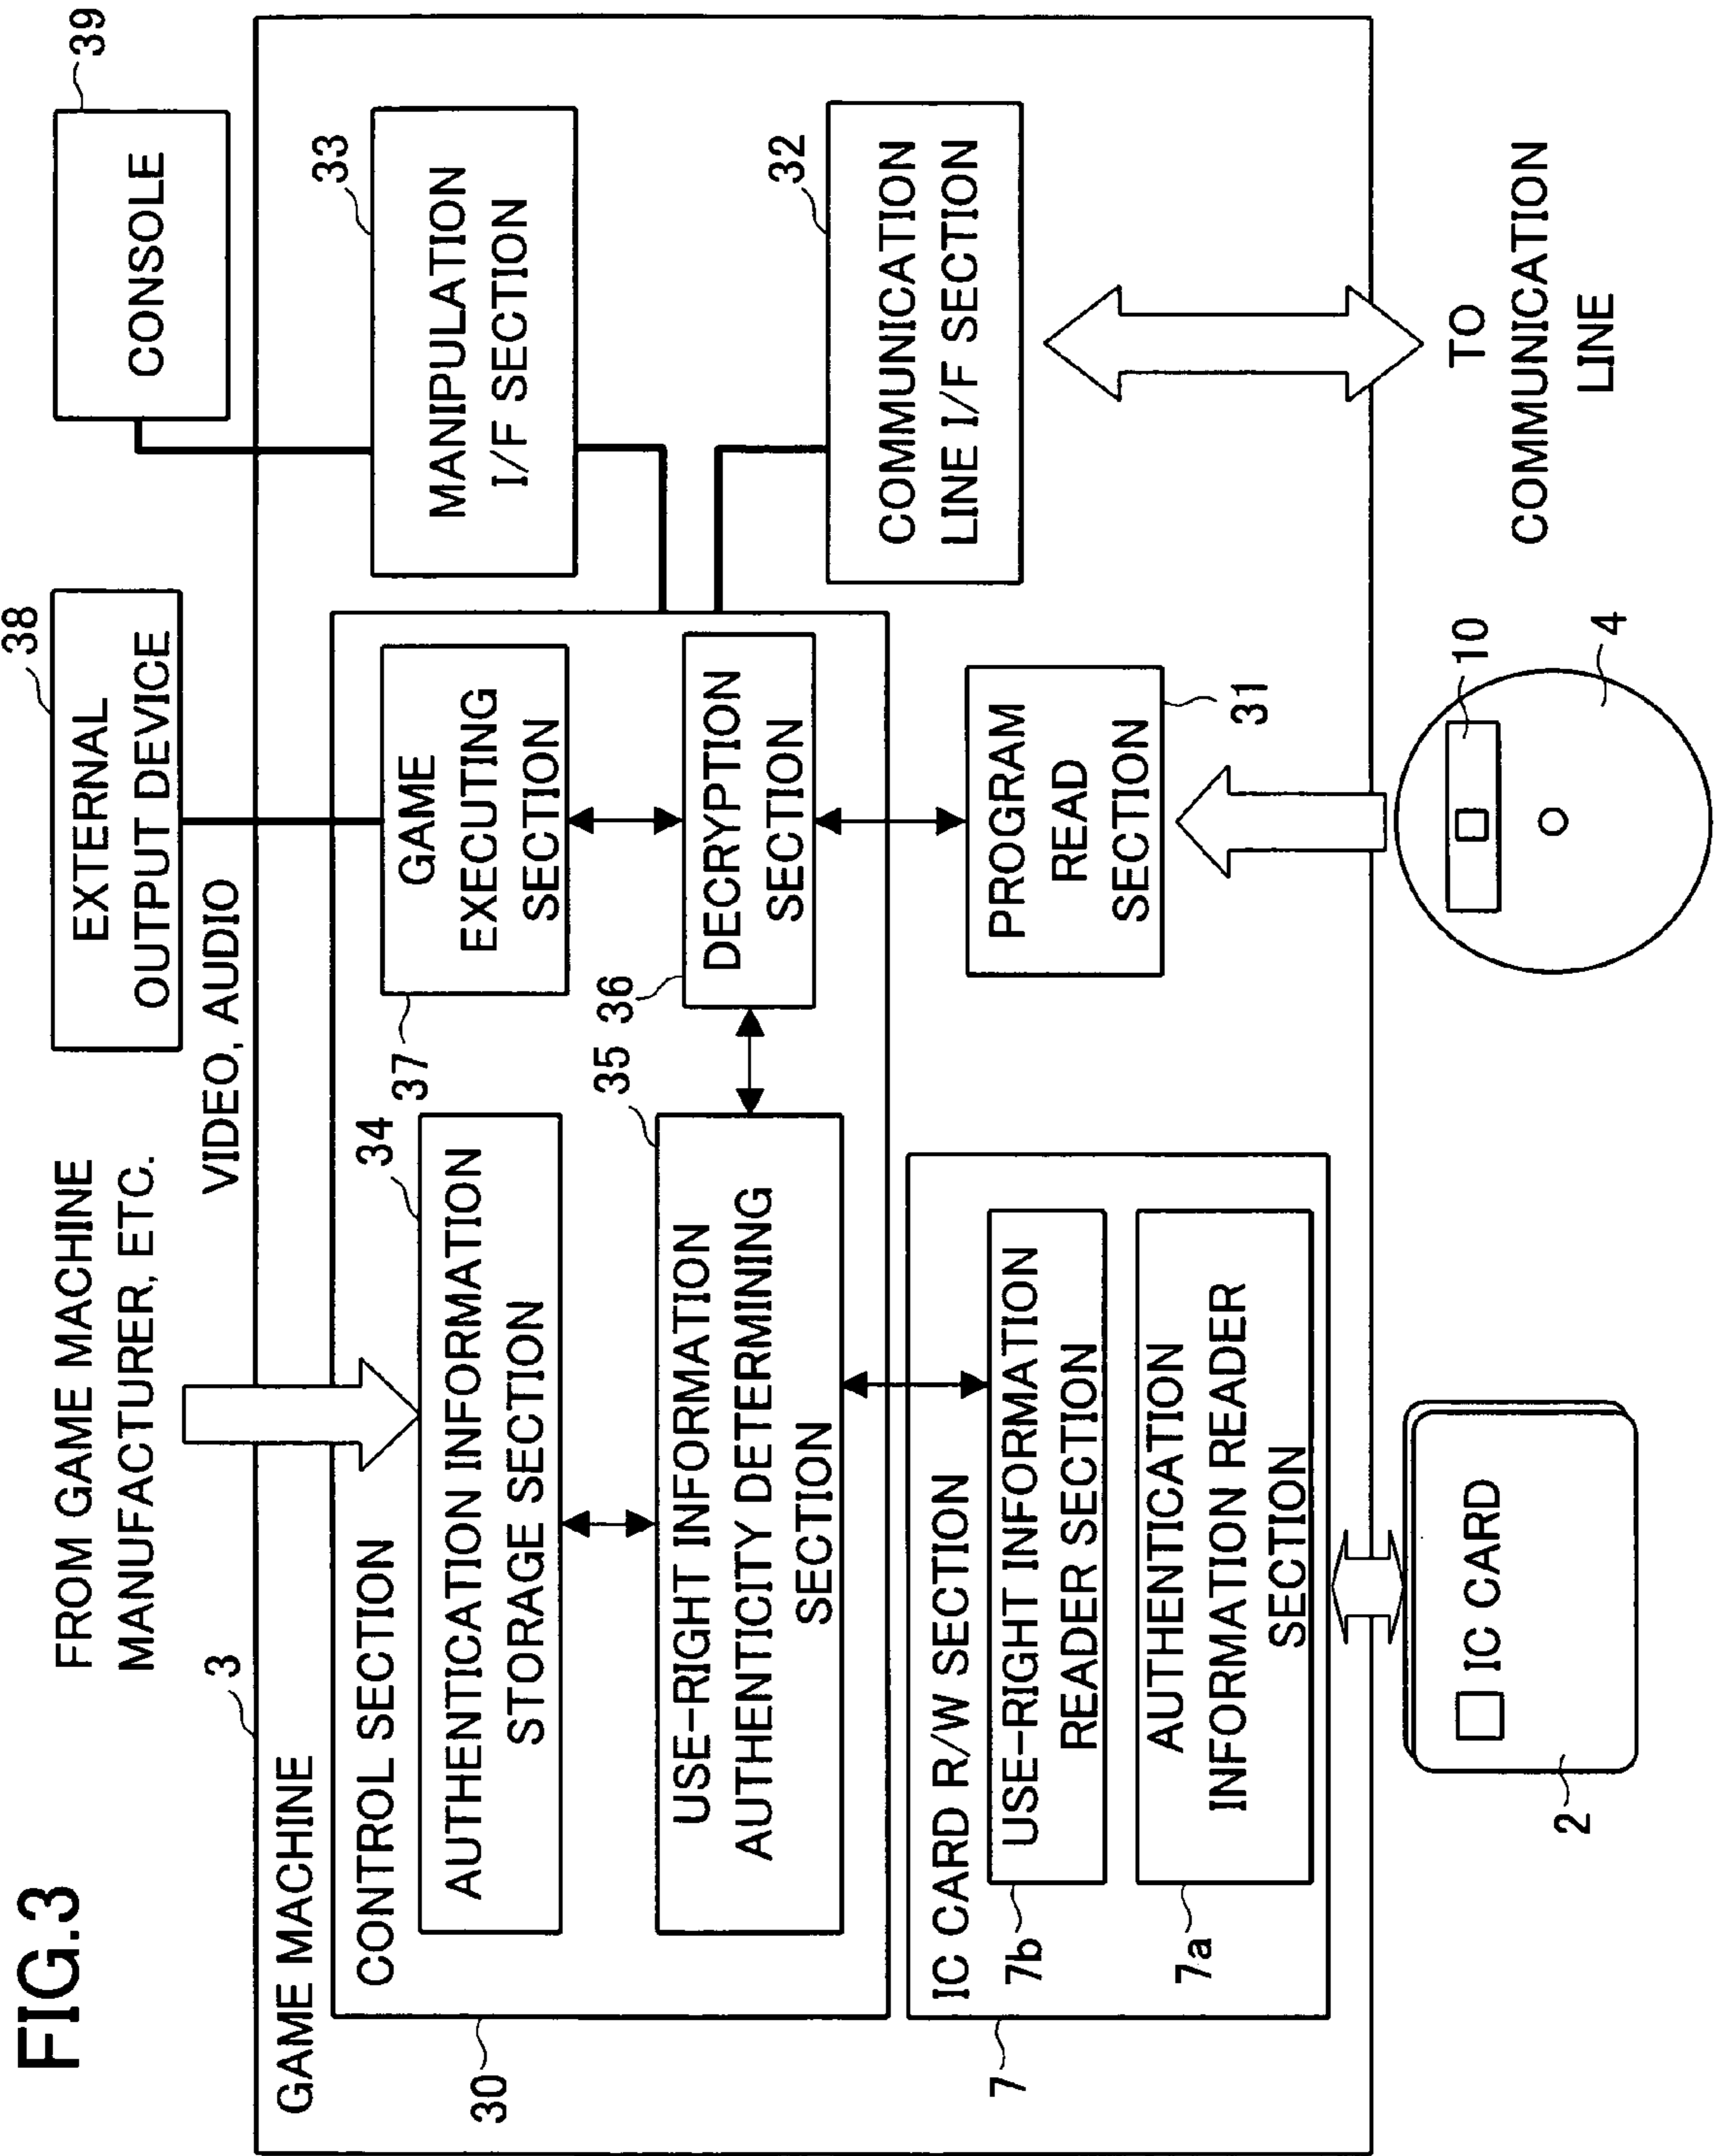 FIG.3
FROM GAME MACHINE
MANUFACTURER, ETC.
VIDEO, AUDIO
EXTERNAL
OUTPUT DEVICE
38
CONSOLE
39
3
GAME MACHINE
CONTROL SECTION
30
AUTHENTICATION INFORMATION
STORAGE SECTION
34
GAME
EXECUTING
SECTION
37
MANIPULATION
I/F SECTION
33
USE-RIGHT INFORMATION
AUTHENTICITY DETERMINING
SECTION
35
DECRYPTION
SECTION
36
IC CARD R/W SECTION
7
USE-RIGHT INFORMATION
READER SECTION
7b
AUTHENTICATION
INFORMATION READER
SECTION
7a
PROGRAM
READ
SECTION
31
COMMUNICATION
LINE I/F SECTION
32
IC CARD
2
10
4
TO
COMMUNICATION
LINE